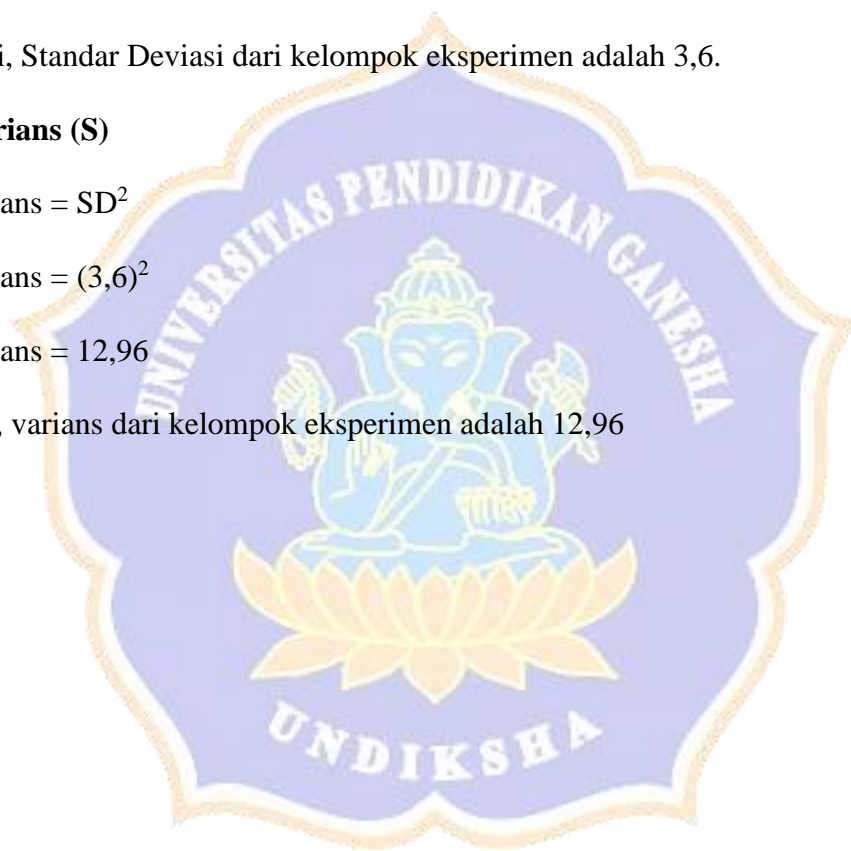 i, Standar Deviasi dari kelompok eksperimen adalah 3,6.
rians (S)
ans = SD²
ans = (3,6)²
ans = 12,96
, varians dari kelompok eksperimen adalah 12,96
UNIVERSITAS PENDIDIKAN GANESHA
UNDIKSHA